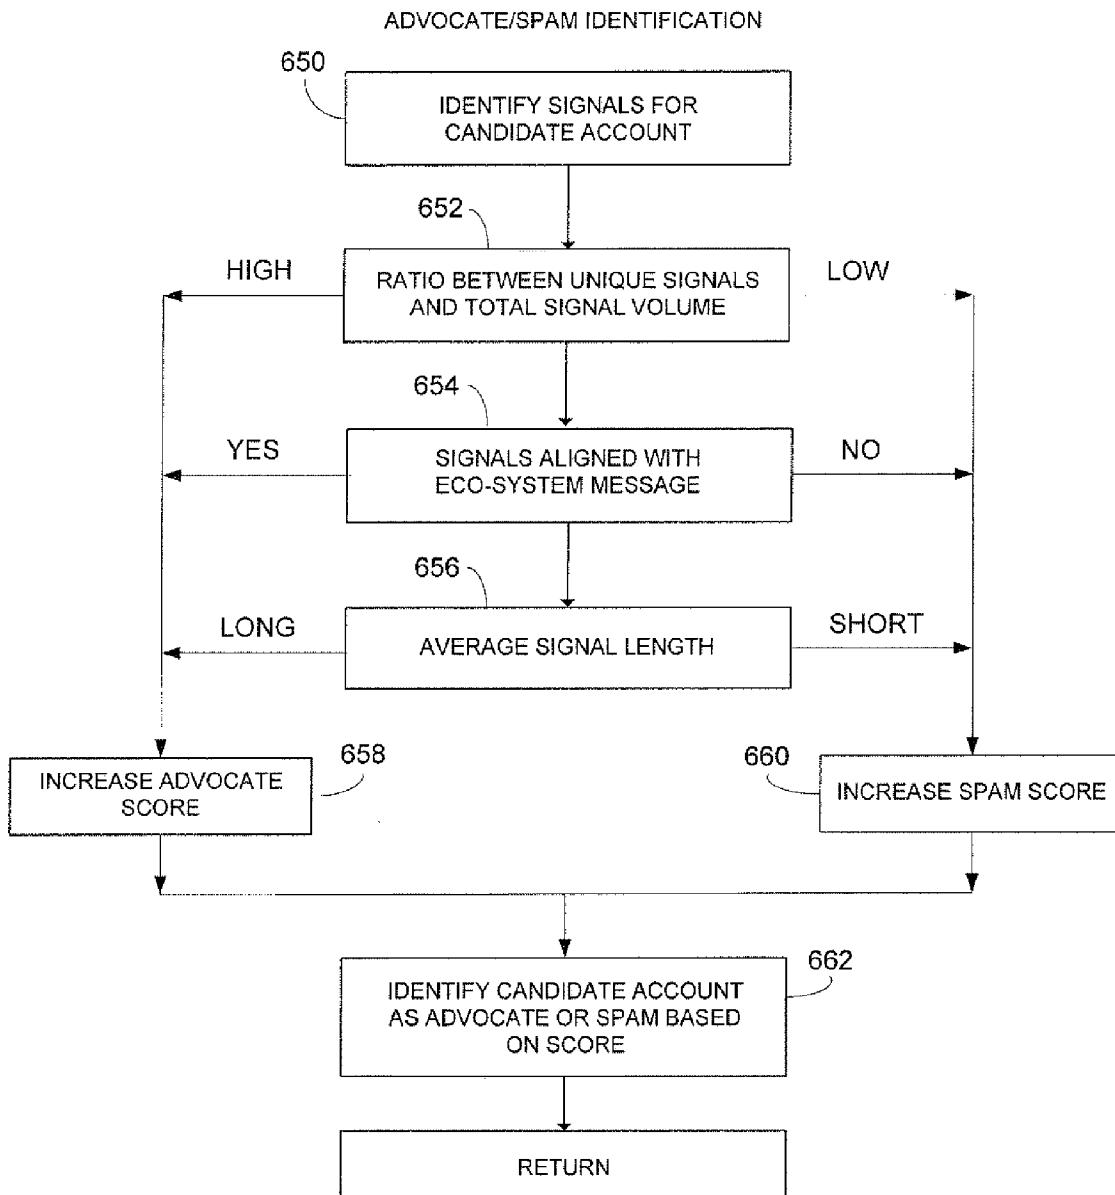 ADVOCATE/SPAM IDENTIFICATION
650
IDENTIFY SIGNALS FOR
CANDIDATE ACCOUNT
652
HIGH
RATIO BETWEEN UNIQUE SIGNALS
AND TOTAL SIGNAL VOLUME
LOW
654
YES
SIGNALS ALIGNED WITH
ECO-SYSTEM MESSAGE
NO
656
LONG
AVERAGE SIGNAL LENGTH
SHORT
INCREASE ADVOCATE
SCORE
658
660
INCREASE SPAM SCORE
662
IDENTIFY CANDIDATE ACCOUNT
AS ADVOCATE OR SPAM BASED
ON SCORE
RETURN